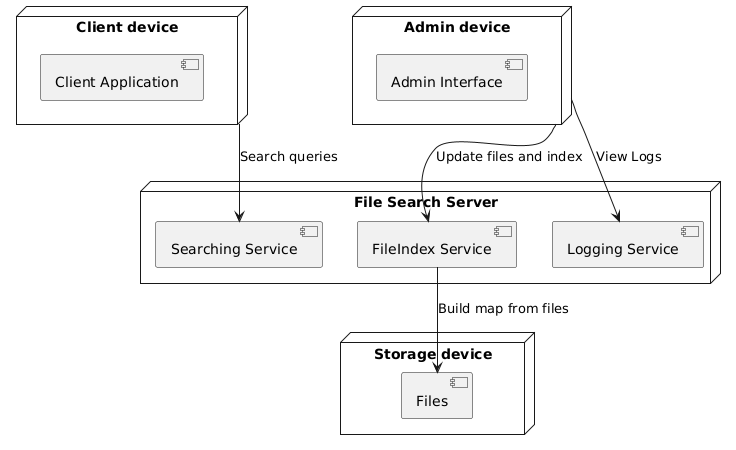 Client device
Admin device
Client Application
Admin Interface
Search queries
Update files and index
View Logs
File Search Server
Searching Service
FileIndex Service
Logging Service
Build map from files
Storage device
Files